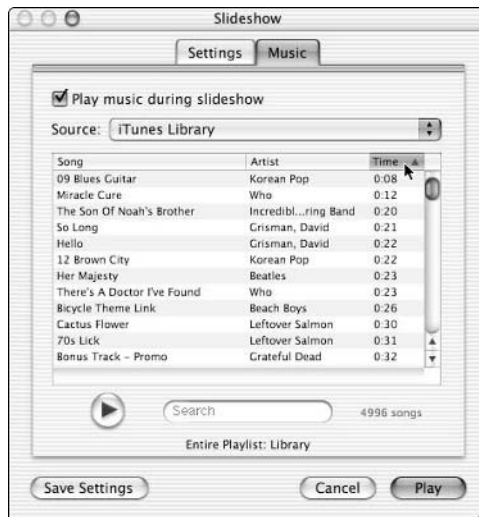 Slideshow
Settings Music
Play music during slideshow
Source: iTunes Library
Song Artist Time
09 Blues Guitar Korean Pop 0:08
Miracle Cure Who 0:12
The Son Of Noah's Brother Incredibl...ring Band 0:20
So Long Grisman, David 0:21
Hello Grisman, David 0:22
12 Brown City Korean Pop 0:22
Her Majesty Beatles 0:23
There's A Doctor I've Found Who 0:23
Bicycle Theme Link Beach Boys 0:26
Cactus Flower Leftover Salmon 0:30
70s Lick Leftover Salmon 0:31
Bonus Track – Promo Grateful Dead 0:32
Search 4996 songs
Entire Playlist: Library
Save Settings Cancel Play